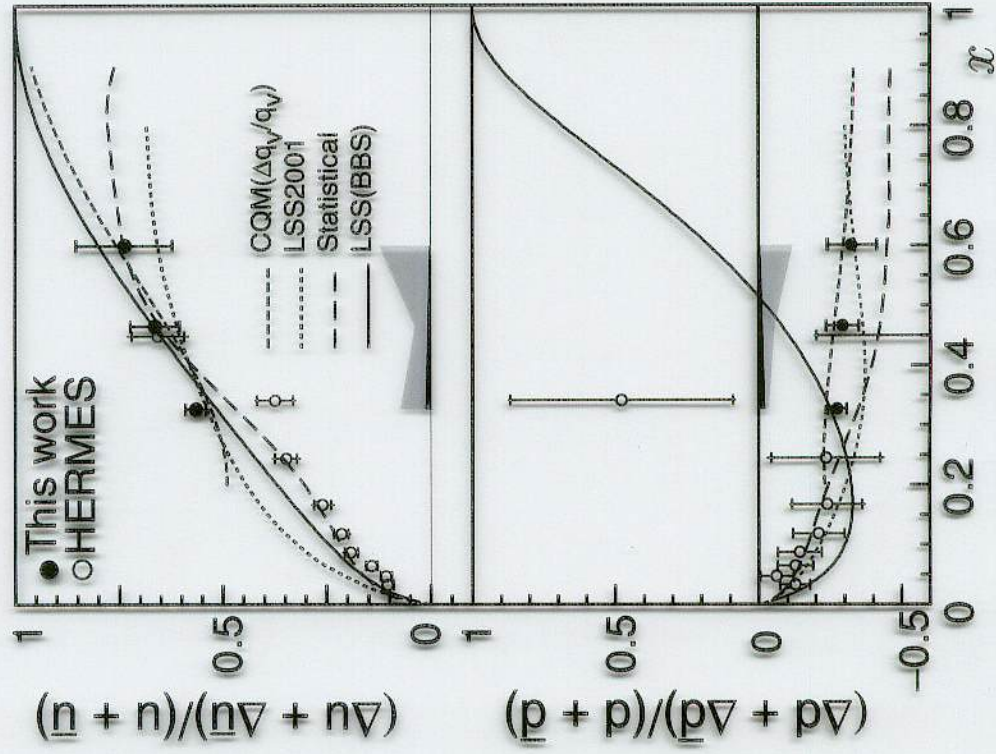 This work
HERMES
CQM(Δq_V/q_V)
LSS2001
Statistical
LSS(BBS)
(Δu + Δū)/(u + ū)
1
0.5
0
(Δd + Δd̄)/(d + d̄)
1
0.5
0
−0.5
0 0.2 0.4 0.6 0.8 1
x